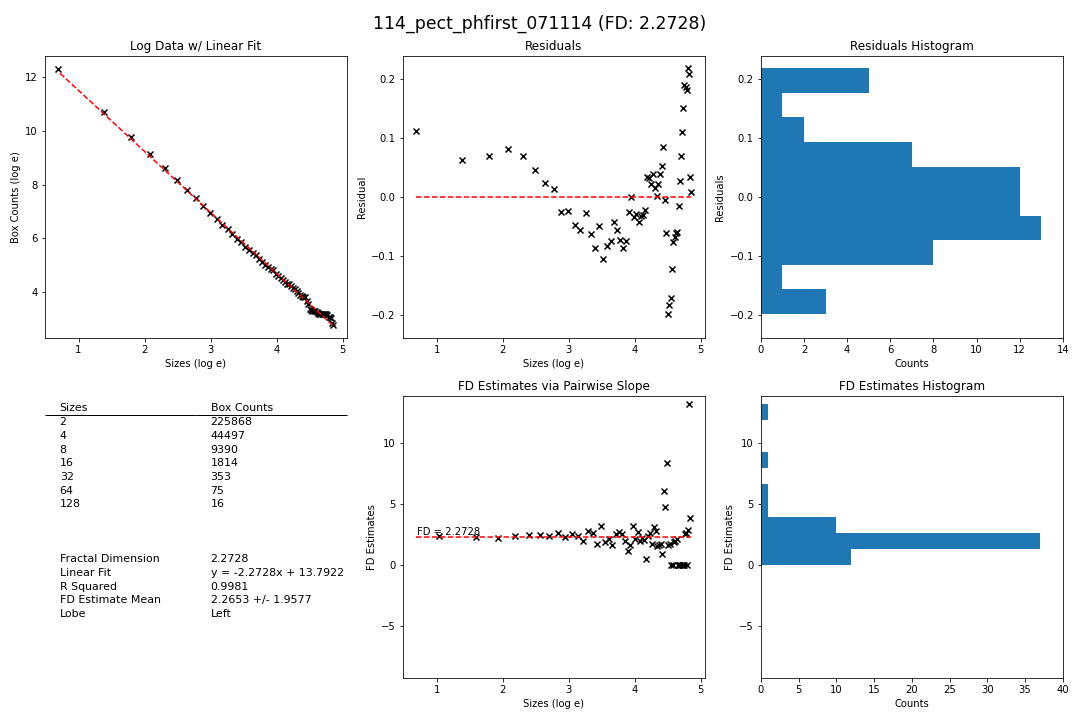 114_pect_phfirst_071114 (FD: 2.2728)
Log Data w/ Linear Fit
12
10
8
6
4
Box Counts (log e)
1 2 3 4 5
Sizes (log e)
Residuals
0.2
0.1
0.0
−0.1
−0.2
Residual
1 2 3 4 5
Sizes (log e)
Residuals Histogram
0.2
0.1
0.0
−0.1
−0.2
Residuals
0 2 4 6 8 10 12 14
Counts
Sizes Box Counts
2 225868
4 44497
8 9390
16 1814
32 353
64 75
128 16
Fractal Dimension 2.2728
Linear Fit y = -2.2728x + 13.7922
R Squared 0.9981
FD Estimate Mean 2.2653 +/- 1.9577
Lobe Left
FD Estimates via Pairwise Slope
10
5
0
−5
FD Estimates
FD = 2.2728
1 2 3 4 5
Sizes (log e)
FD Estimates Histogram
10
5
0
−5
FD Estimates
0 5 10 15 20 25 30 35 40
Counts